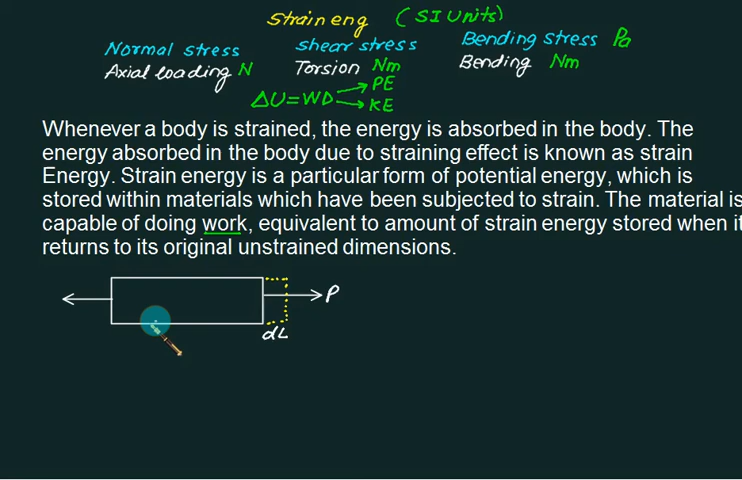 Strain eng (SI Units)
Normal stress shear stress Bending stress Pa
Axial loading N Torsion Nm Bending Nm
ΔU = WD PE
KE
Whenever a body is strained, the energy is absorbed in the body. The
energy absorbed in the body due to straining effect is known as strain
Energy. Strain energy is a particular form of potential energy, which is
stored within materials which have been subjected to strain. The material is
capable of doing work, equivalent to amount of strain energy stored when it
returns to its original unstrained dimensions.
P
dL